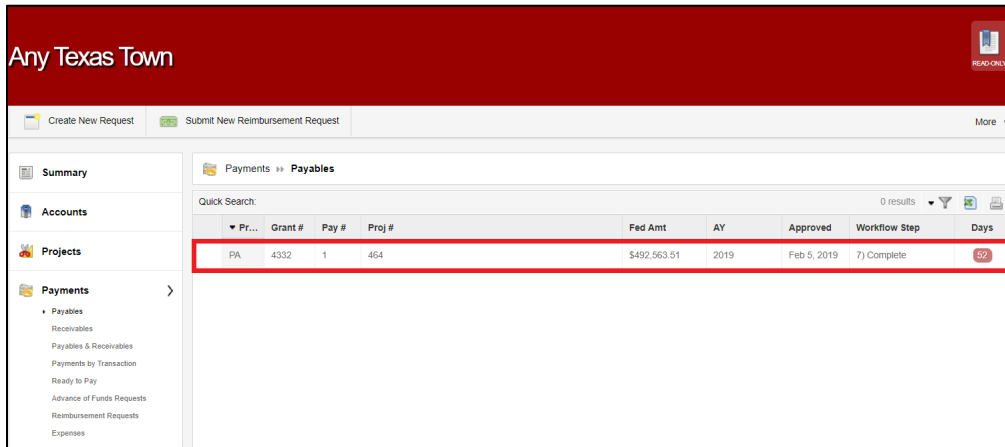 Any Texas Town
READ-ONLY
Create New Request Submit New Reimbursement Request More
Summary
Accounts
Projects
Payments
Payables
Receivables
Payables & Receivables
Payments by Transaction
Ready to Pay
Advance of Funds Requests
Reimbursement Requests
Expenses
Payments » Payables
Quick Search: 0 results
Pr... Grant # Pay # Proj # Fed Amt AY Approved Workflow Step Days
PA 4332 1 464 $492,563.51 2019 Feb 5, 2019 7) Complete 52